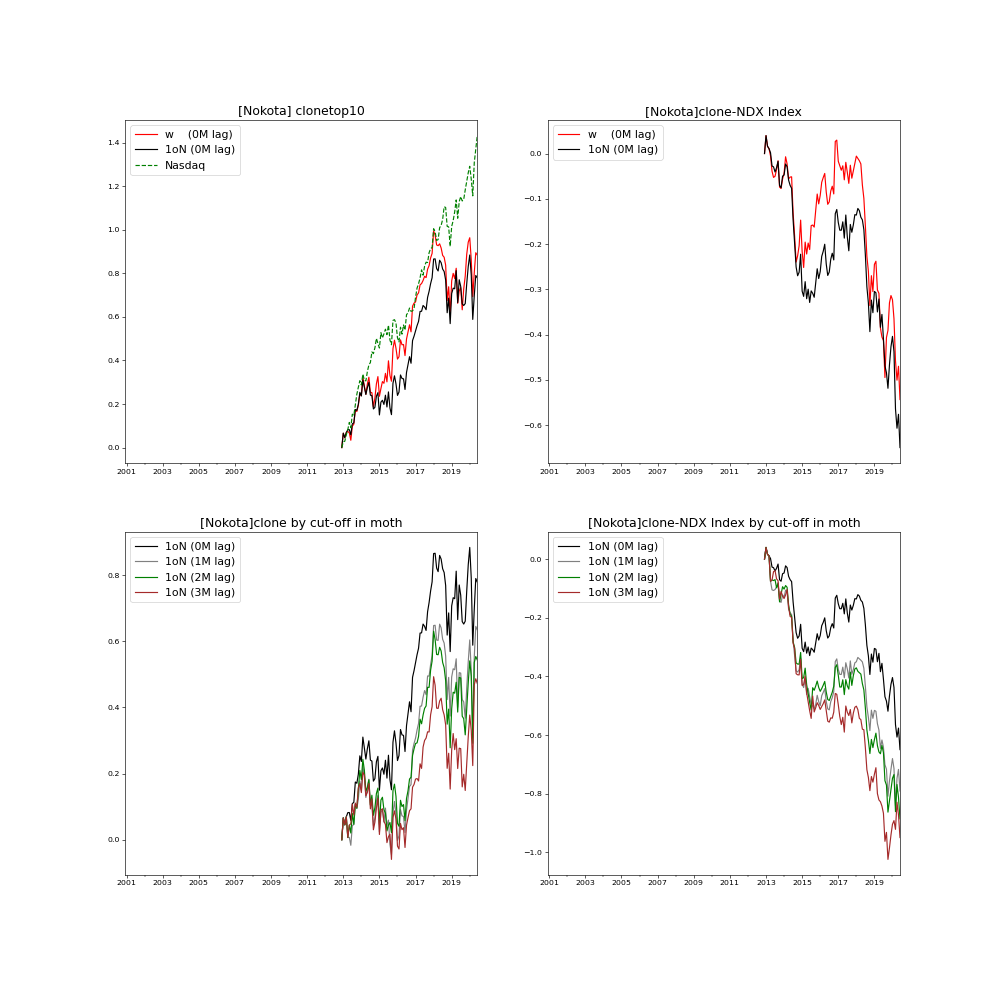 [Nokota] clonetop10
w (0M lag)
1oN (0M lag)
Nasdaq
1.4
1.2
1.0
0.8
0.6
0.4
0.2
0.0
2001 2003 2005 2007 2009 2011 2013 2015 2017 2019
[Nokota]clone-NDX Index
w (0M lag)
1oN (0M lag)
0.0
−0.1
−0.2
−0.3
−0.4
−0.5
−0.6
2001 2003 2005 2007 2009 2011 2013 2015 2017 2019
[Nokota]clone by cut-off in moth
1oN (0M lag)
1oN (1M lag)
1oN (2M lag)
1oN (3M lag)
0.8
0.6
0.4
0.2
0.0
2001 2003 2005 2007 2009 2011 2013 2015 2017 2019
[Nokota]clone-NDX Index by cut-off in moth
1oN (0M lag)
1oN (1M lag)
1oN (2M lag)
1oN (3M lag)
0.0
−0.2
−0.4
−0.6
−0.8
−1.0
2001 2003 2005 2007 2009 2011 2013 2015 2017 2019